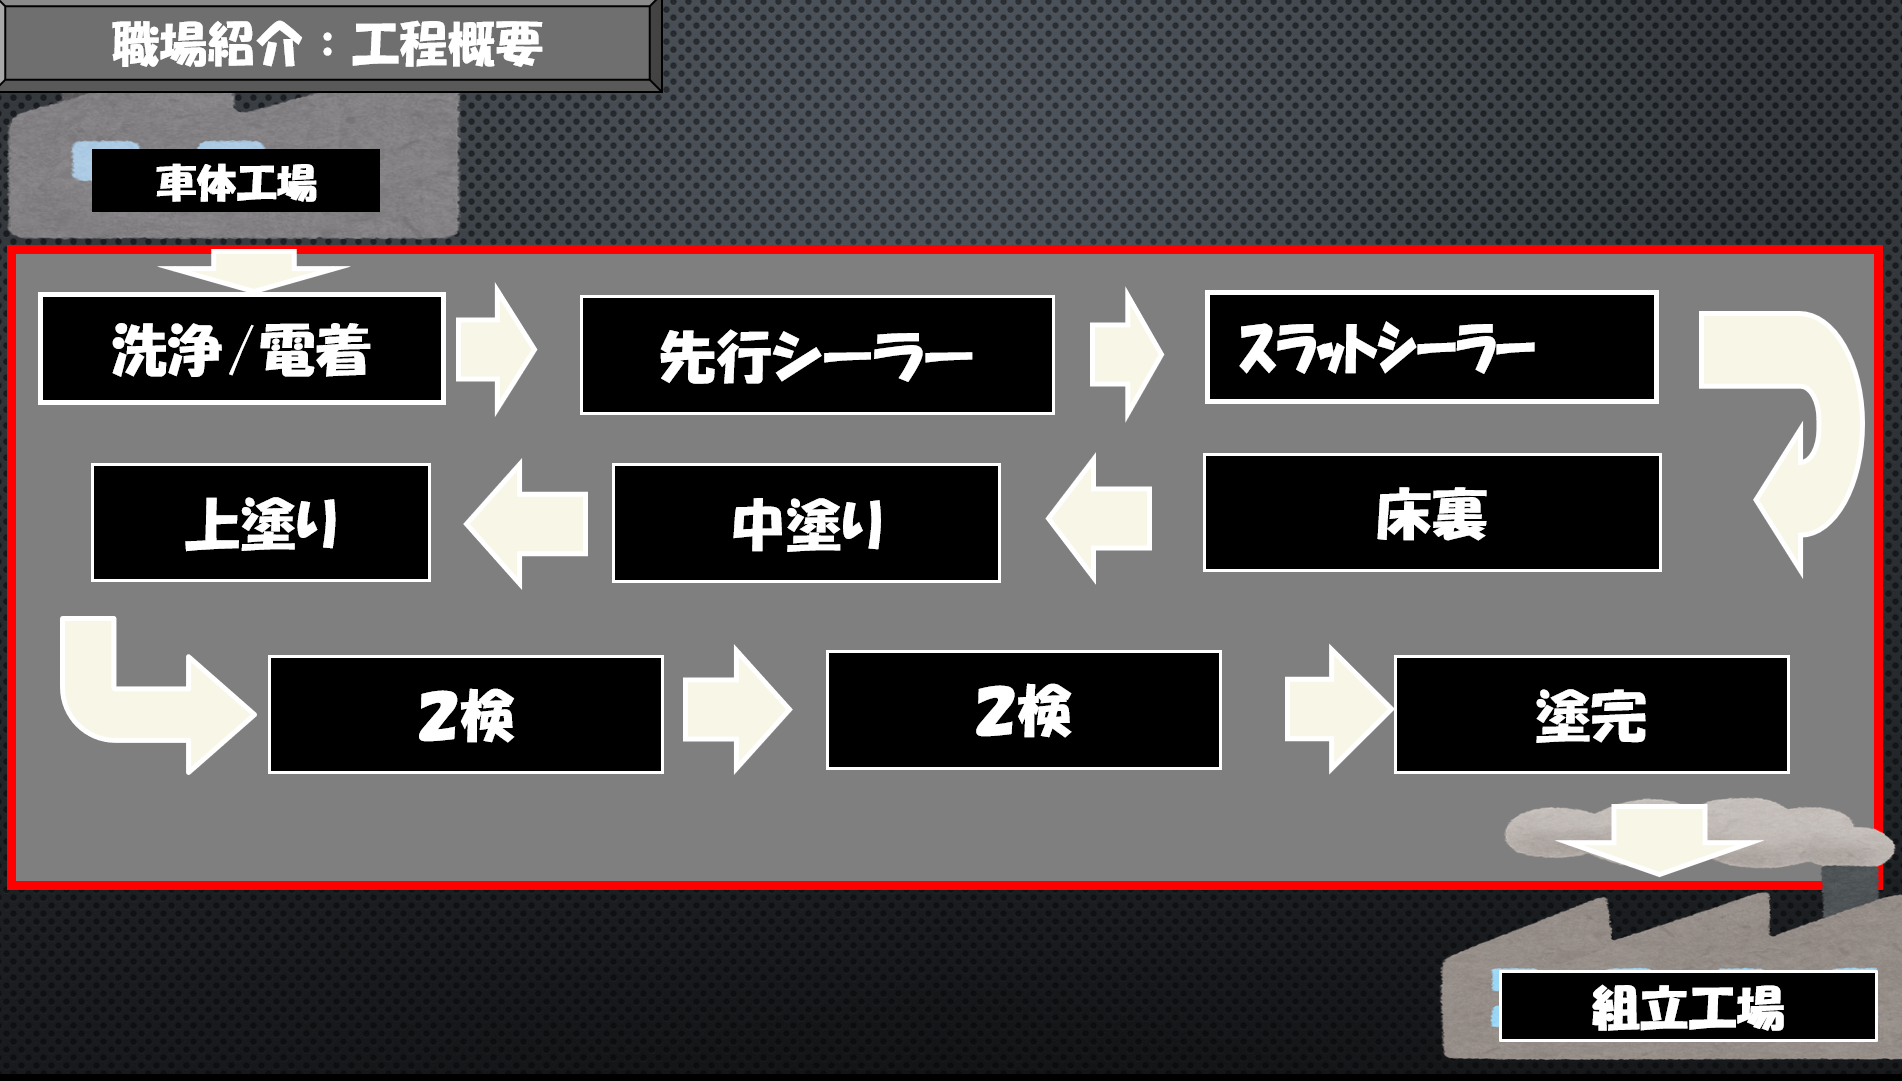 職場紹介：工程概要
車体工場
洗浄/電着
先行シーラー
スラットシーラー
床裏
中塗り
上塗り
2検
2検
塗完
組立工場